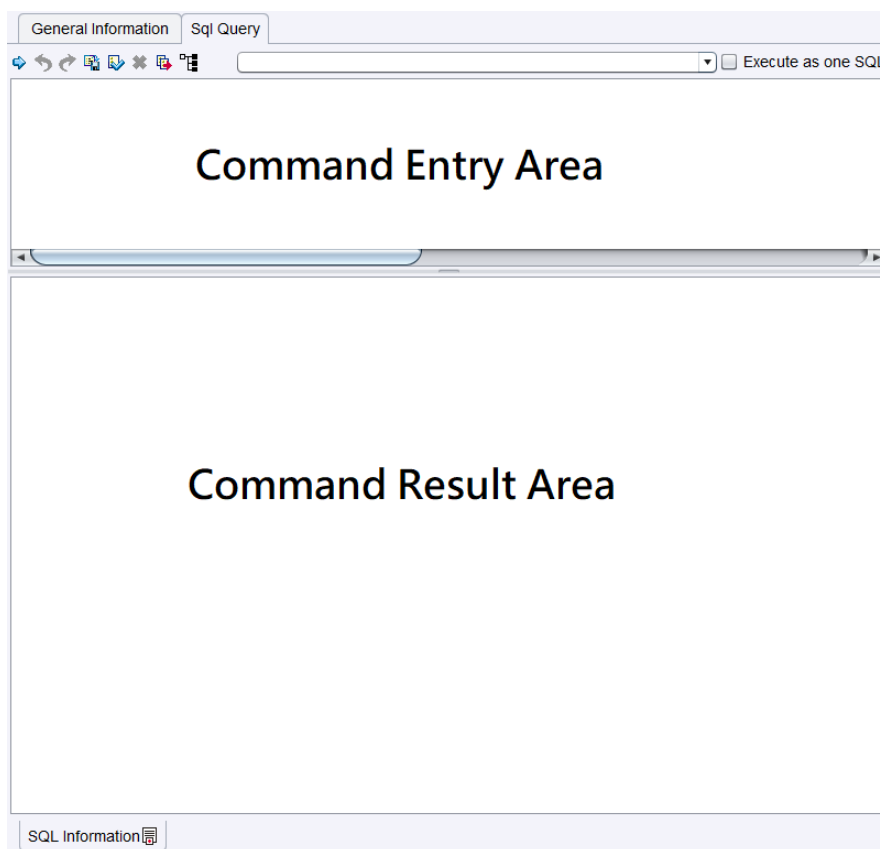 General Information Sql Query
Execute as one SQL
Command Entry Area
Command Result Area
SQL Information